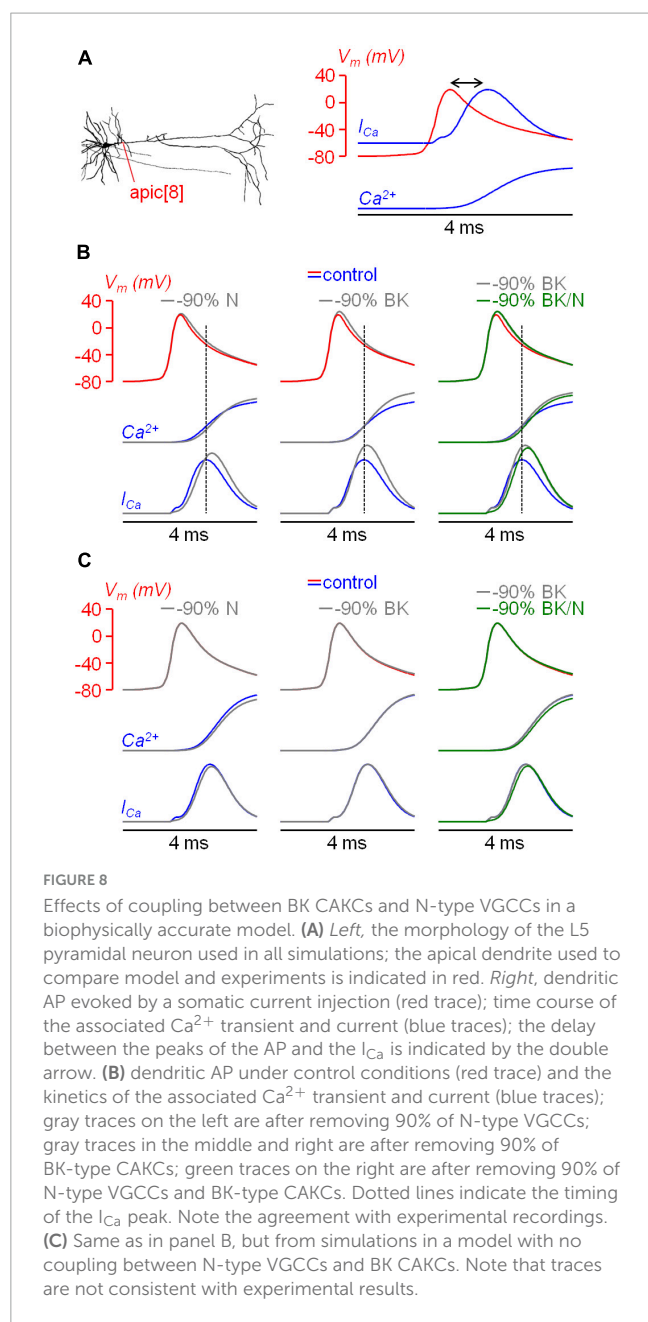 A
V_m (mV)
40
0
-40
-80
I_Ca
Ca²⁺
apic[8]
4 ms
B
V_m (mV)
control
-90% N
-90% BK
-90% BK
-90% BK/N
40
0
-40
-80
Ca²⁺
I_Ca
4 ms
4 ms
4 ms
C
V_m (mV)
control
-90% N
-90% BK
-90% BK
-90% BK/N
40
0
-40
-80
Ca²⁺
I_Ca
4 ms
4 ms
4 ms
FIGURE 8
Effects of coupling between BK CAKCs and N-type VGCCs in a
biophysically accurate model. (A) Left, the morphology of the L5
pyramidal neuron used in all simulations; the apical dendrite used to
compare model and experiments is indicated in red. Right, dendritic
AP evoked by a somatic current injection (red trace); time course of
the associated Ca²⁺ transient and current (blue traces); the delay
between the peaks of the AP and the I_Ca is indicated by the double
arrow. (B) dendritic AP under control conditions (red trace) and the
kinetics of the associated Ca²⁺ transient and current (blue traces);
gray traces on the left are after removing 90% of N-type VGCCs;
gray traces in the middle and right are after removing 90% of
BK-type CAKCs; green traces on the right are after removing 90% of
N-type VGCCs and BK-type CAKCs. Dotted lines indicate the timing
of the I_Ca peak. Note the agreement with experimental recordings.
(C) Same as in panel B, but from simulations in a model with no
coupling between N-type VGCCs and BK CAKCs. Note that traces
are not consistent with experimental results.